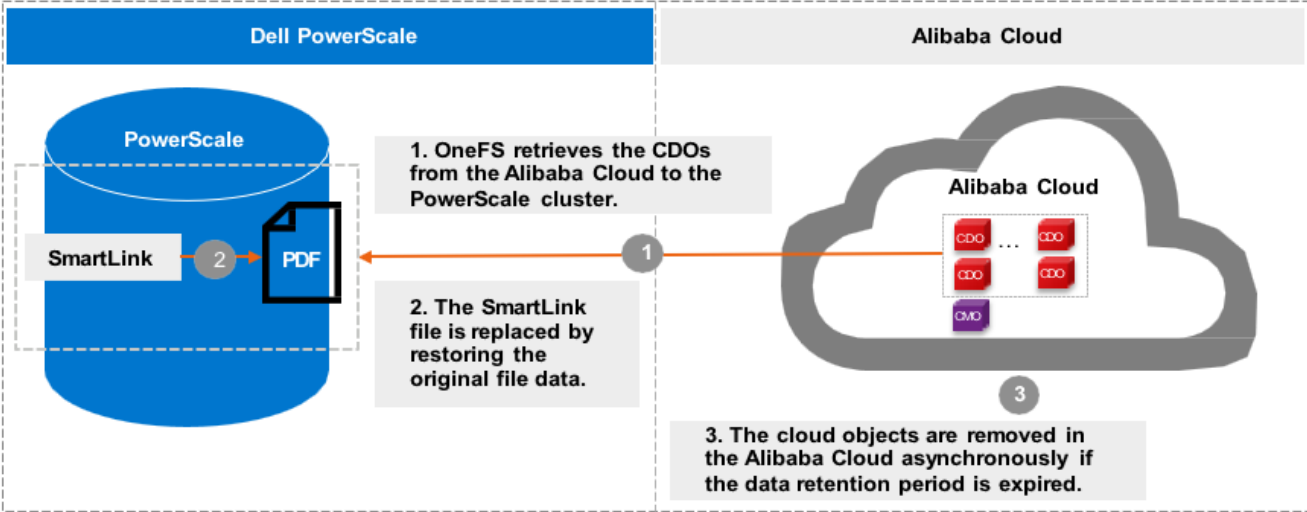 Dell PowerScale
Alibaba Cloud
PowerScale
1. OneFS retrieves the CDOs
from the Alibaba Cloud to the
PowerScale cluster.
Alibaba Cloud
CDO
...
CDO
CDO
CDO
CMO
SmartLink
2
PDF
1
2. The SmartLink
file is replaced by
restoring the
original file data.
3
3. The cloud objects are removed in
the Alibaba Cloud asynchronously if
the data retention period is expired.